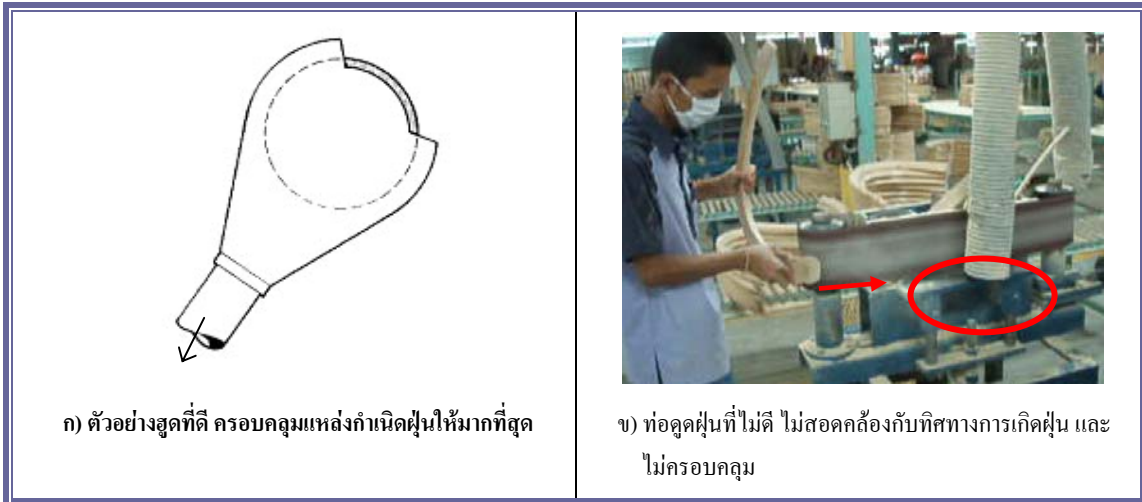 ก) ตัวอย่างฮูดที่ดี ครอบคลุมแหล่งกำเนิดฝุ่นให้มากที่สุด
ข) ท่อดูดฝุ่นที่ไม่ดี ไม่สอดคล้องกับทิศทางการเกิดฝุ่น และ
ไม่ครอบคลุม